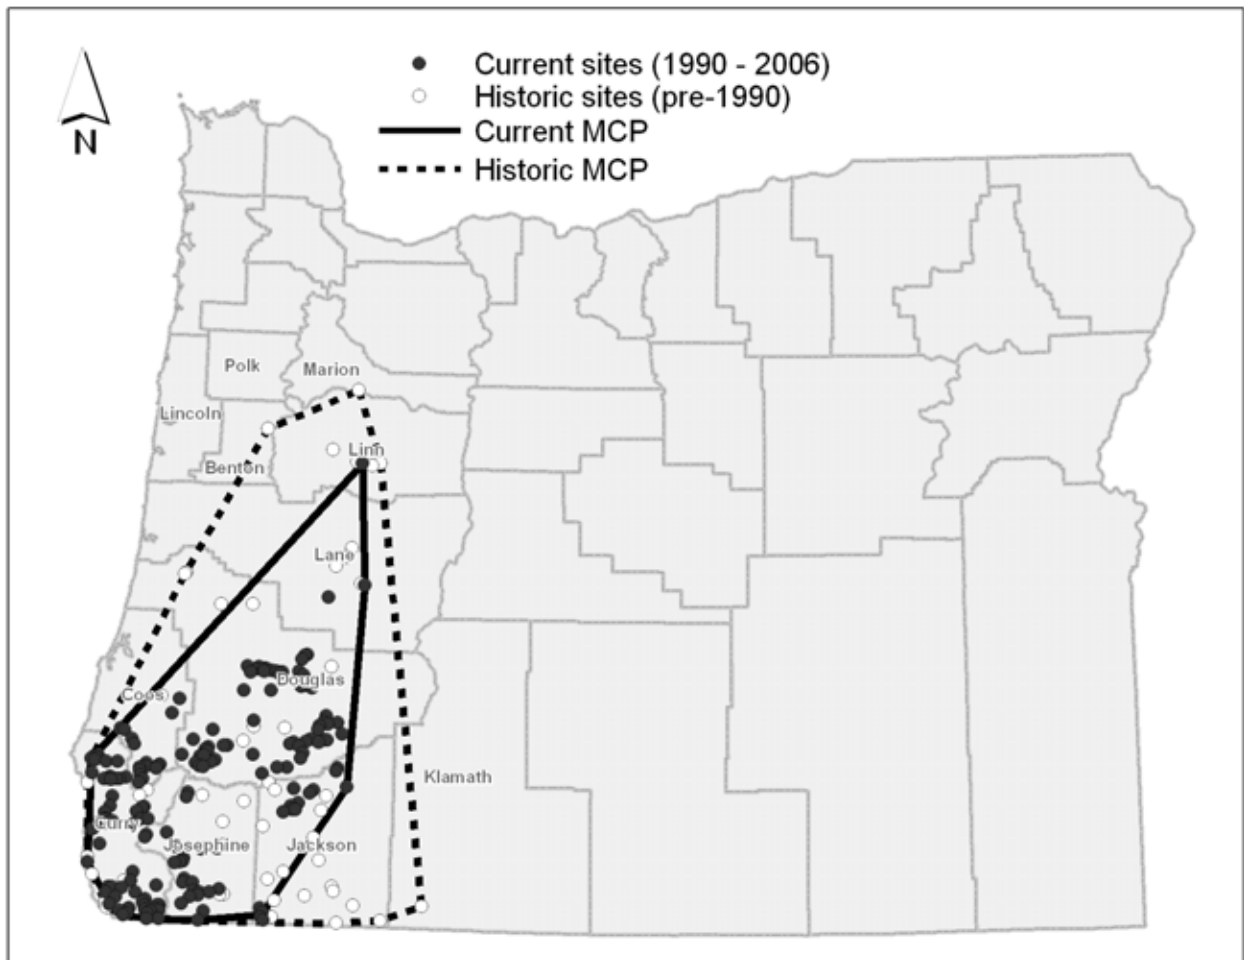 Current sites (1990 - 2006)
Historic sites (pre-1990)
Current MCP
N
Historic MCP
Polk
Marion
Lincoln
Linn
Benton
Lane
Douglas
Coos
Klamath
Curry
Josephine
Jackson